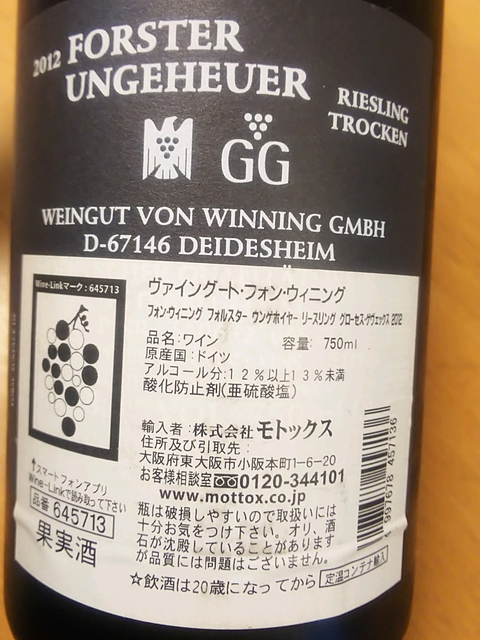 2012 FORSTER
UNGEHEUER
RIESLING
TROCKEN
GG
WEINGUT VON WINNING GMBH
D-67146 DEIDESHEIM
Wine-Linkマーク:645713
ヴァイングート・フォン・ウィニング
フォン・ウィニング フォルスター ウンゲホイヤー リースリング グローセス・ゲヴェックス 2012
品名:ワイン 容量: 750ml
原産国:ドイツ
アルコール分:12%以上13%未満
酸化防止剤(亜硫酸塩)
輸入者:株式会社モトックス
住所及び引取先:
大阪府東大阪市小阪本町1-6-20
お客様相談室 0120-344101
www.mottox.co.jp
瓶は破損しやすいので取扱いには
十分お気をつけ下さい。オリ、酒
石が沈殿していることがあります
が品質には問題はございません。
☆飲酒は20歳になってから
定温コンテナ輸入
↑スマートフォンアプリ
Wine-Linkで読み取って下さい
品番 645713
果実酒
4 997678 457136